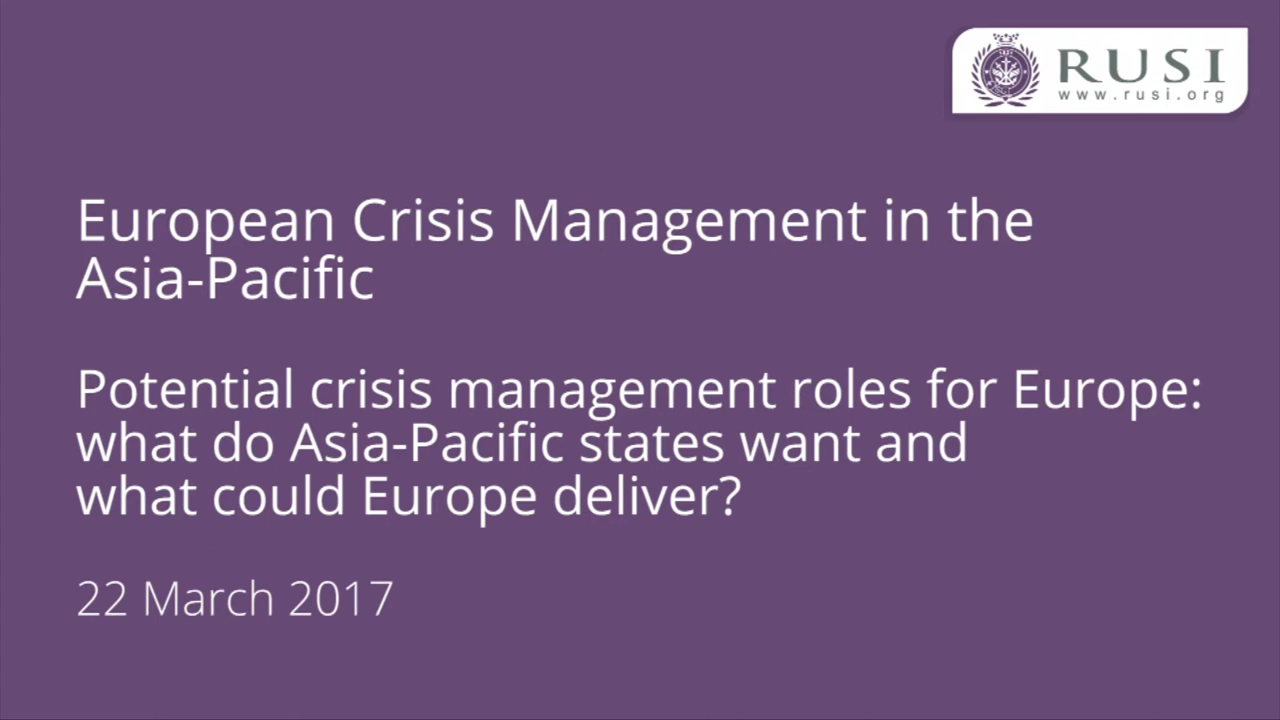 RUSI
www.rusi.org
European Crisis Management in the
Asia-Pacific
Potential crisis management roles for Europe:
what do Asia-Pacific states want and
what could Europe deliver?
22 March 2017